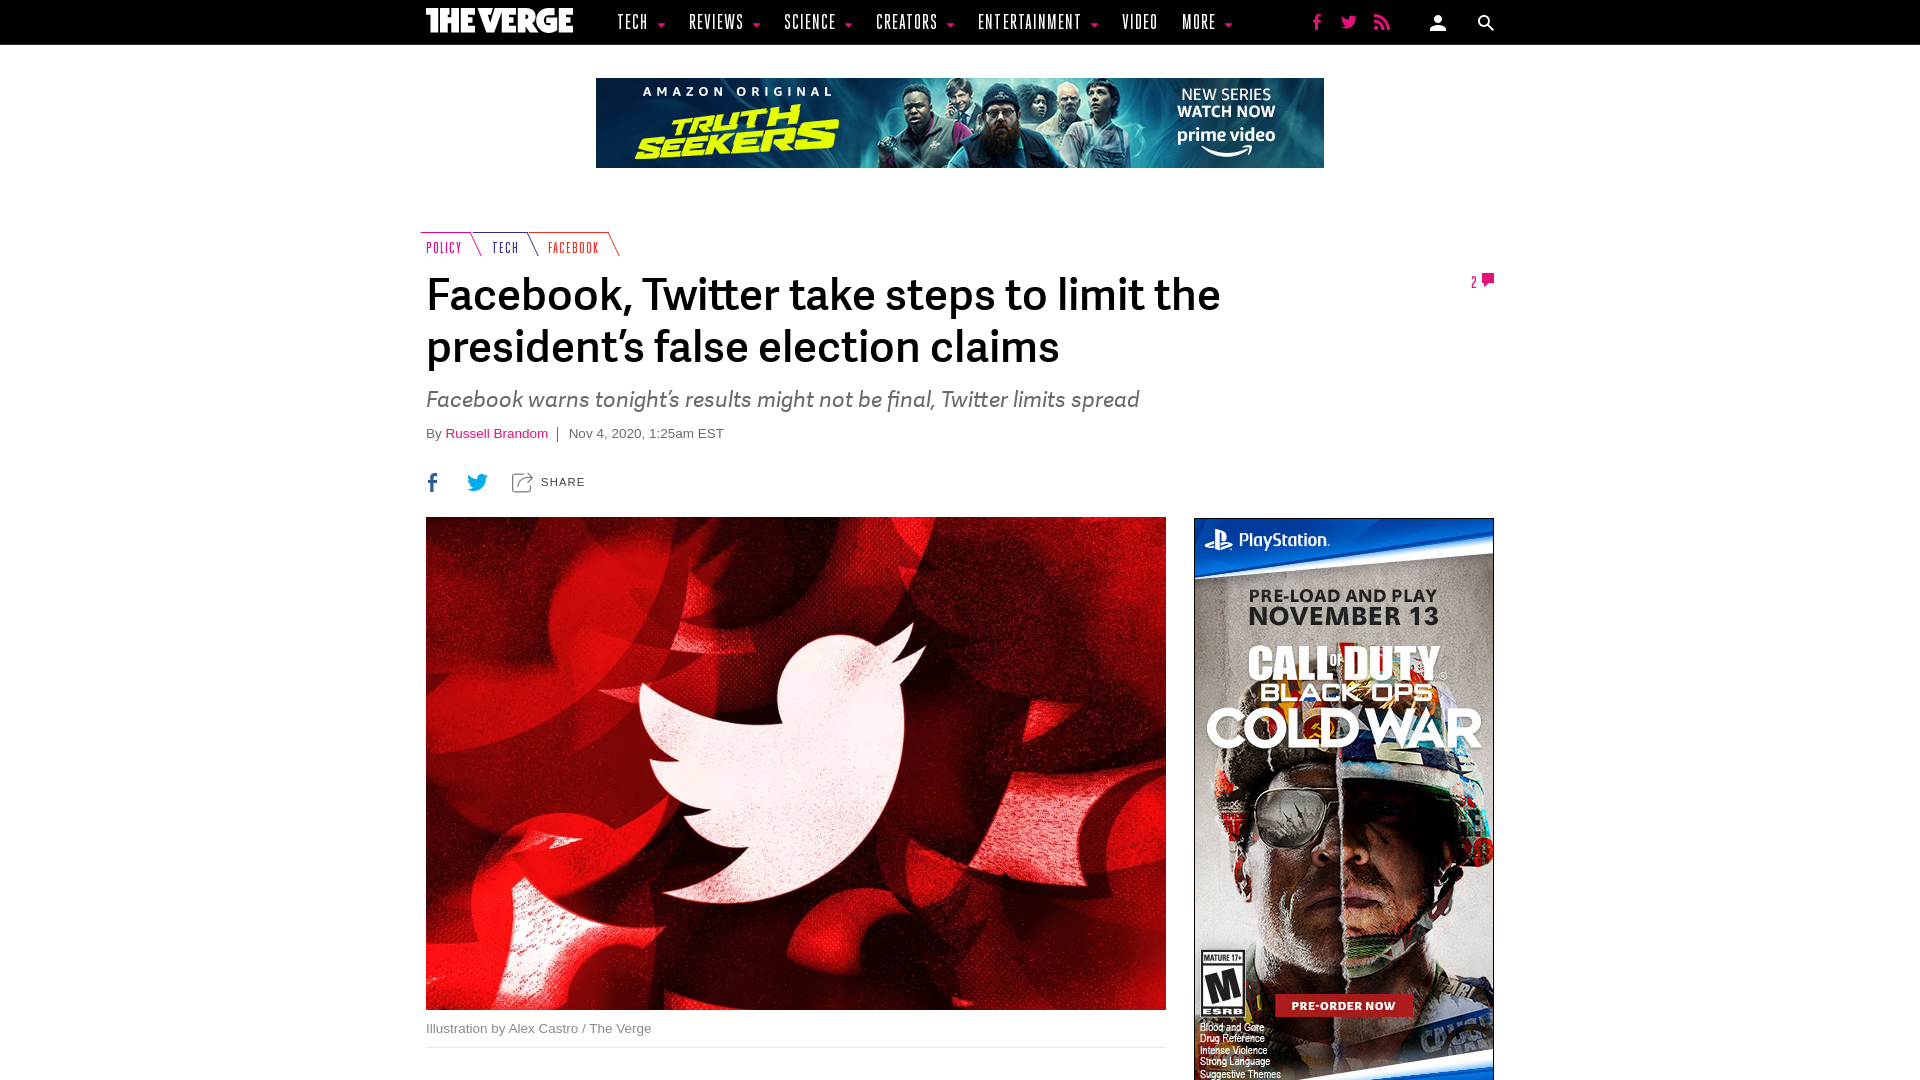 THE VERGE
TECH REVIEWS SCIENCE CREATORS ENTERTAINMENT VIDEO MORE
AMAZON ORIGINAL
TRUTH
SEEKERS
NEW SERIES
WATCH NOW
prime video
POLICY TECH FACEBOOK
Facebook, Twitter take steps to limit the
president’s false election claims
2
Facebook warns tonight’s results might not be final, Twitter limits spread
By Russell Brandom | Nov 4, 2020, 1:25am EST
SHARE
Illustration by Alex Castro / The Verge
PlayStation
PRE-LOAD AND PLAY
NOVEMBER 13
CALL OF DUTY®
BLACK OPS
COLD WAR
MATURE 17+
M
ESRB
PRE-ORDER NOW
Blood and Gore
Drug Reference
Intense Violence
Strong Language
Suggestive Themes